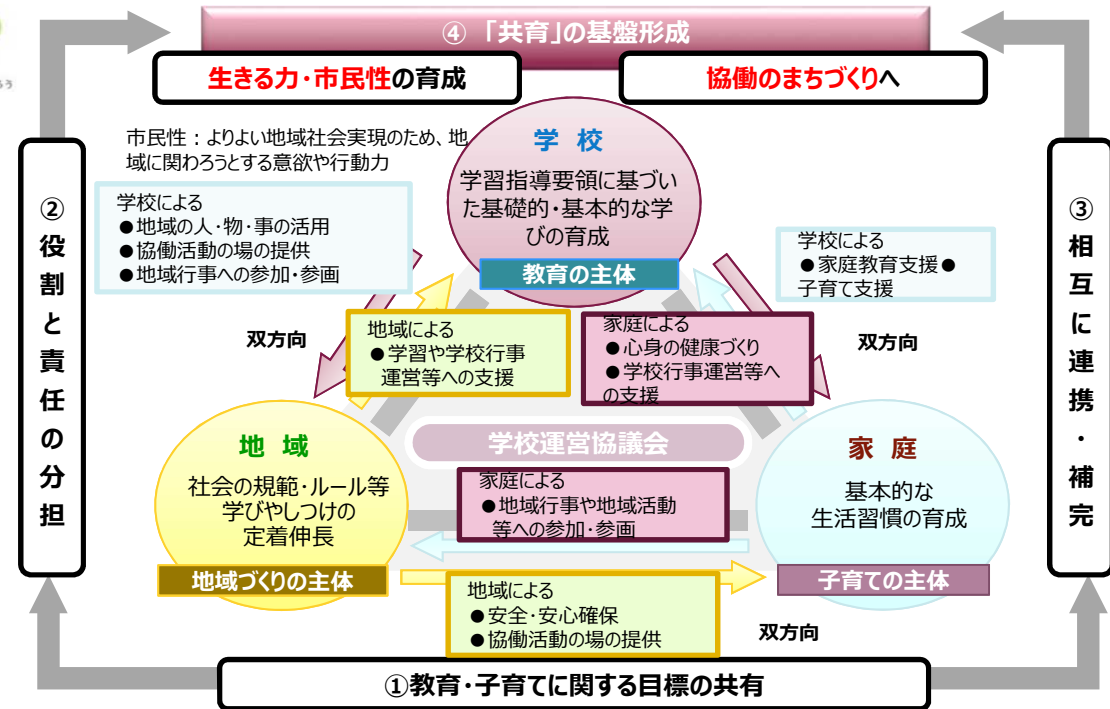 ④ 「共育」の基盤形成
生きる力・市民性の育成
協働のまちづくりへ
市民性：よりよい地域社会実現のため、地
域に関わろうとする意欲や行動力
学 校
学習指導要領に基づい
た基礎的・基本的な学
びの育成
教育の主体
②役割と責任の分担
③相互に連携・補完
学校による
●地域の人・物・事の活用
●協働活動の場の提供
●地域行事への参加・参画
学校による
●家庭教育支援●
子育て支援
双方向
地域による
●学習や学校行事
運営等への支援
家庭による
●心身の健康づくり
●学校行事運営等へ
の支援
双方向
学校運営協議会
地 域
社会の規範・ルール等
学びやしつけの
定着伸長
地域づくりの主体
家庭による
●地域行事や地域活動
等への参加・参画
家 庭
基本的な
生活習慣の育成
子育ての主体
地域による
●安全・安心確保
●協働活動の場の提供
双方向
①教育・子育てに関する目標の共有